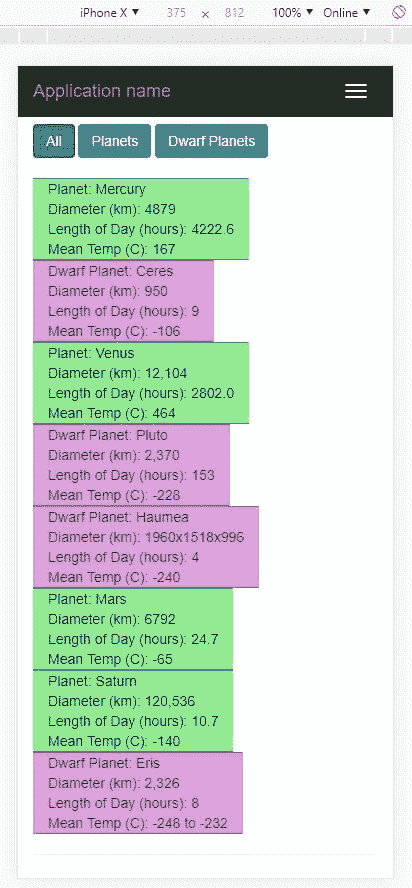 iPhone X ▼ 375 × 812 100% ▼ Online ▼
Application name
All Planets Dwarf Planets
Planet: Mercury
Diameter (km): 4879
Length of Day (hours): 4222.6
Mean Temp (C): 167
Dwarf Planet: Ceres
Diameter (km): 950
Length of Day (hours): 9
Mean Temp (C): -106
Planet: Venus
Diameter (km): 12,104
Length of Day (hours): 2802.0
Mean Temp (C): 464
Dwarf Planet: Pluto
Diameter (km): 2,370
Length of Day (hours): 153
Mean Temp (C): -228
Dwarf Planet: Haumea
Diameter (km): 1960x1518x996
Length of Day (hours): 4
Mean Temp (C): -240
Planet: Mars
Diameter (km): 6792
Length of Day (hours): 24.7
Mean Temp (C): -65
Planet: Saturn
Diameter (km): 120,536
Length of Day (hours): 10.7
Mean Temp (C): -140
Dwarf Planet: Eris
Diameter (km): 2,326
Length of Day (hours): 8
Mean Temp (C): -248 to -232